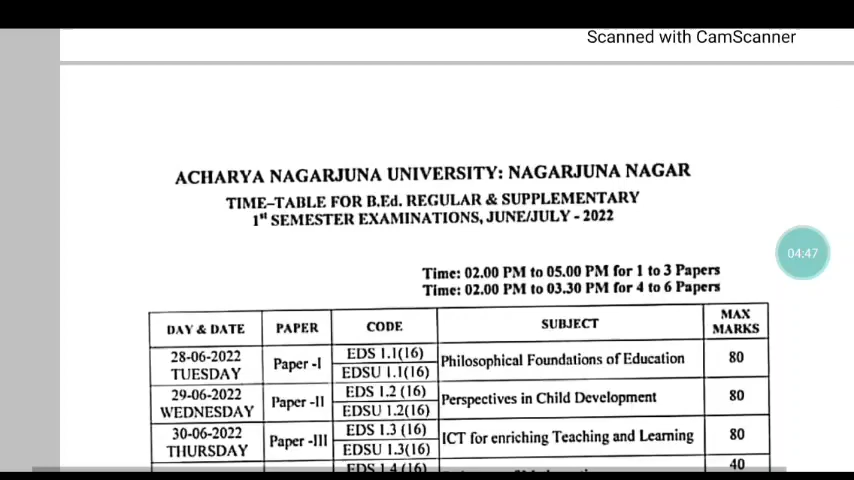 Scanned with CamScanner
ACHARYA NAGARJUNA UNIVERSITY: NAGARJUNA NAGAR
TIME–TABLE FOR B.Ed. REGULAR & SUPPLEMENTARY
1st SEMESTER EXAMINATIONS, JUNE/JULY - 2022
04:47
Time: 02.00 PM to 05.00 PM for 1 to 3 Papers
Time: 02.00 PM to 03.30 PM for 4 to 6 Papers
DAY & DATE PAPER CODE SUBJECT MAX MARKS
28-06-2022 TUESDAY Paper -I EDS 1.1(16) EDSU 1.1(16) Philosophical Foundations of Education 80
29-06-2022 WEDNESDAY Paper -II EDS 1.2 (16) EDSU 1.2(16) Perspectives in Child Development 80
30-06-2022 THURSDAY Paper -III EDS 1.3 (16) EDSU 1.3(16) ICT for enriching Teaching and Learning 80
EDS 1.4 (16) 40